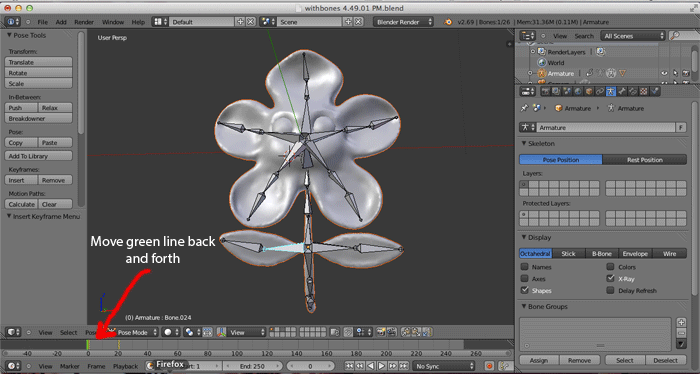 withbones 4.49.01 PM.blend
File Add Render Window Help
Default
Scene
Blender Render
v2.69 | Bones:1/26 | Mem:31.36M (0.11M) | Armature
Pose Tools
Transform:
Translate
Rotate
Scale
In-Between:
Push Relax
Breakdowner
Pose:
Copy Paste
Add To Library
Keyframes:
Insert Remove
Motion Paths:
Calculate Clear
Insert Keyframe Menu
User Persp
Move green line back
and forth
(0) Armature : Bone.024
View Select Pose
Pose Mode
View
-40 -20 0 20 40 60 80 100 120 140 160 180 200 220 240 260
View Marker Frame Playback
Firefox
Start: 1
End: 250
0
No Sync
View Search
All Scenes
RenderLayers
World
Armature
Armature
Armature
Armature
F
Skeleton
Pose Position Rest Position
Layers:
Protected Layers:
Display
Octahedral Stick B-Bone Envelope Wire
Names Colors
Axes X-Ray
Shapes Delay Refresh
Bone Groups
Assign Remove Select Deselect